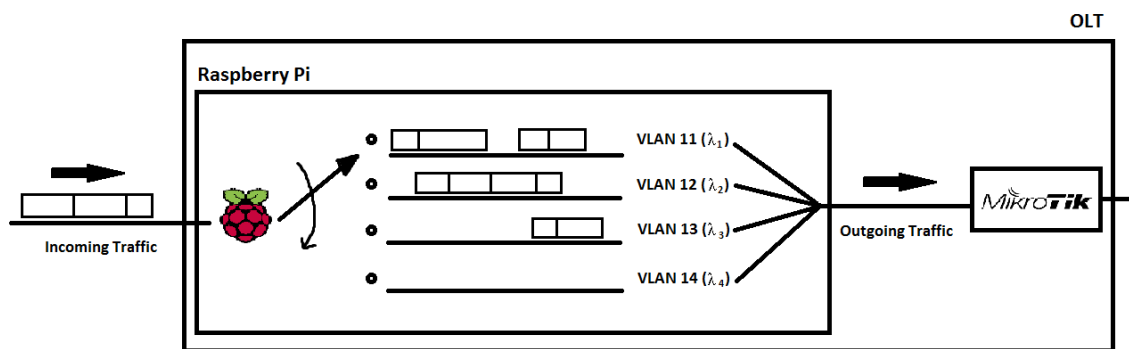 OLT
Raspberry Pi
VLAN 11 (λ1)
VLAN 12 (λ2)
Incoming Traffic
VLAN 13 (λ3)
Outgoing Traffic
MikroTik
VLAN 14 (λ4)